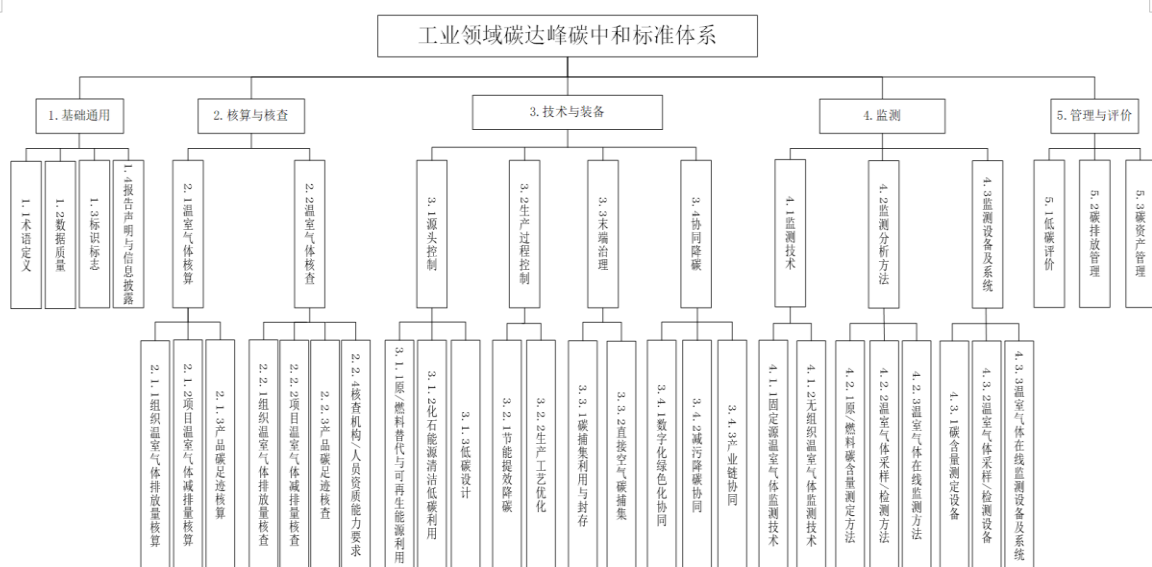 工业领域碳达峰碳中和标准体系
1.基础通用
2.核算与核查
3.技术与装备
4.监测
5.管理与评价
1.1术语定义
1.2数据质量
1.3标识标志
1.4报告声明与信息披露
2.1温室气体核算
2.2温室气体核查
3.1源头控制
3.2生产过程控制
3.3末端治理
3.4协同降碳
4.1监测技术
4.2监测分析方法
4.3监测设备及系统
5.1低碳评价
5.2碳排放管理
5.3碳资产管理
2.1.1组织温室气体排放量核算
2.1.2项目温室气体减排量核算
2.1.3产品碳足迹核算
2.2.1组织温室气体排放量核查
2.2.2项目温室气体减排量核查
2.2.3产品碳足迹核查
2.2.4核查机构/人员资质能力要求
3.1.1原/燃料替代与可再生能源利用
3.1.2化石能源清洁低碳利用
3.1.3低碳设计
3.2.1节能提效降碳
3.2.2生产工艺优化
3.3.1碳捕集利用与封存
3.3.2直接空气碳捕集
3.4.1数字化绿色化协同
3.4.2减污降碳协同
3.4.3产业链协同
4.1.1固定源温室气体监测技术
4.1.2无组织温室气体监测技术
4.2.1原/燃料碳含量测定方法
4.2.2温室气体采样/检测方法
4.2.3温室气体在线监测方法
4.3.1碳含量测定设备
4.3.2温室气体采样/检测设备
4.3.3温室气体在线监测设备及系统